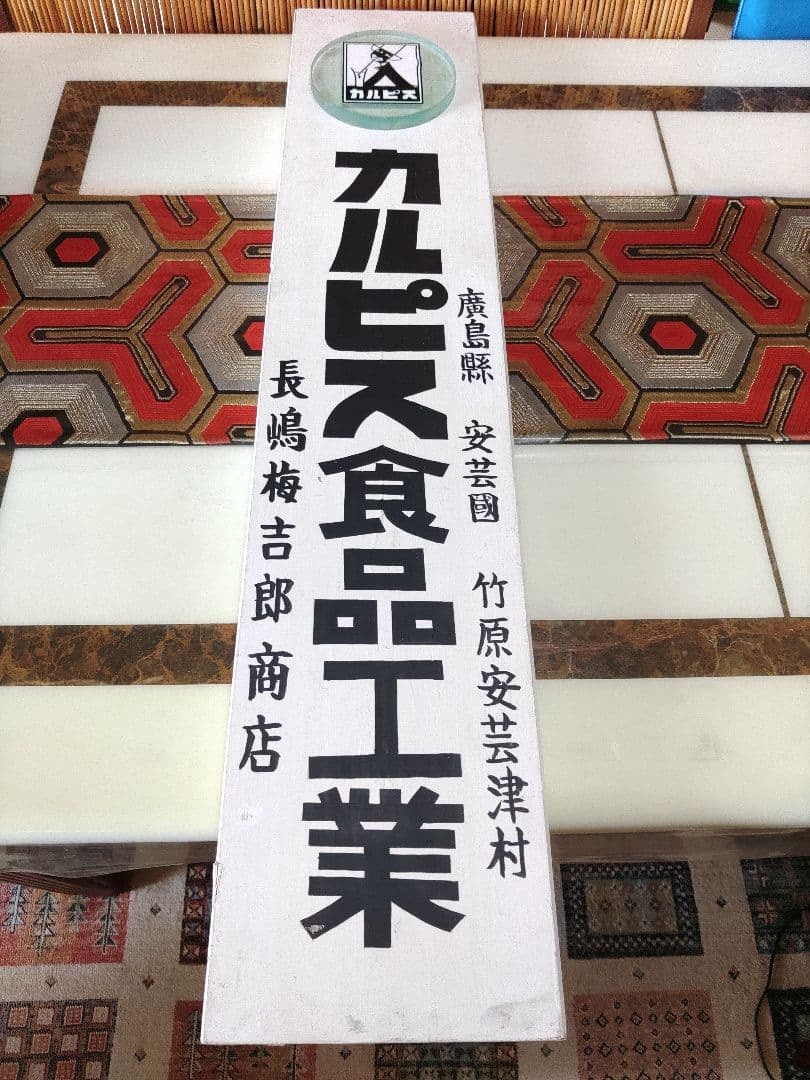 カルピス
廣島縣 安芸國 竹原安芸津村
カルピス食品工業
長嶋梅吉郎商店